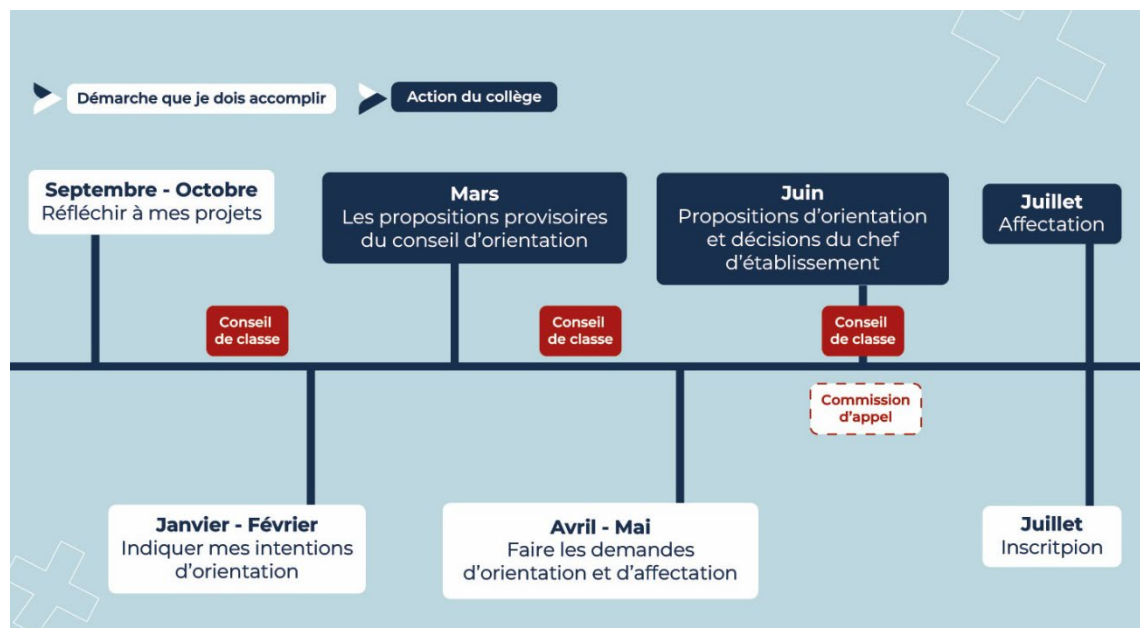 Démarche que je dois accomplir
Action du collège
Septembre - Octobre
Réfléchir à mes projets
Mars
Les propositions provisoires
du conseil d'orientation
Juin
Propositions d'orientation
et décisions du chef
d'établissement
Juillet
Affectation
Conseil
de classe
Conseil
de classe
Conseil
de classe
Commission
d'appel
Janvier - Février
Indiquer mes intentions
d'orientation
Avril - Mai
Faire les demandes
d'orientation et d'affectation
Juillet
Inscritpion